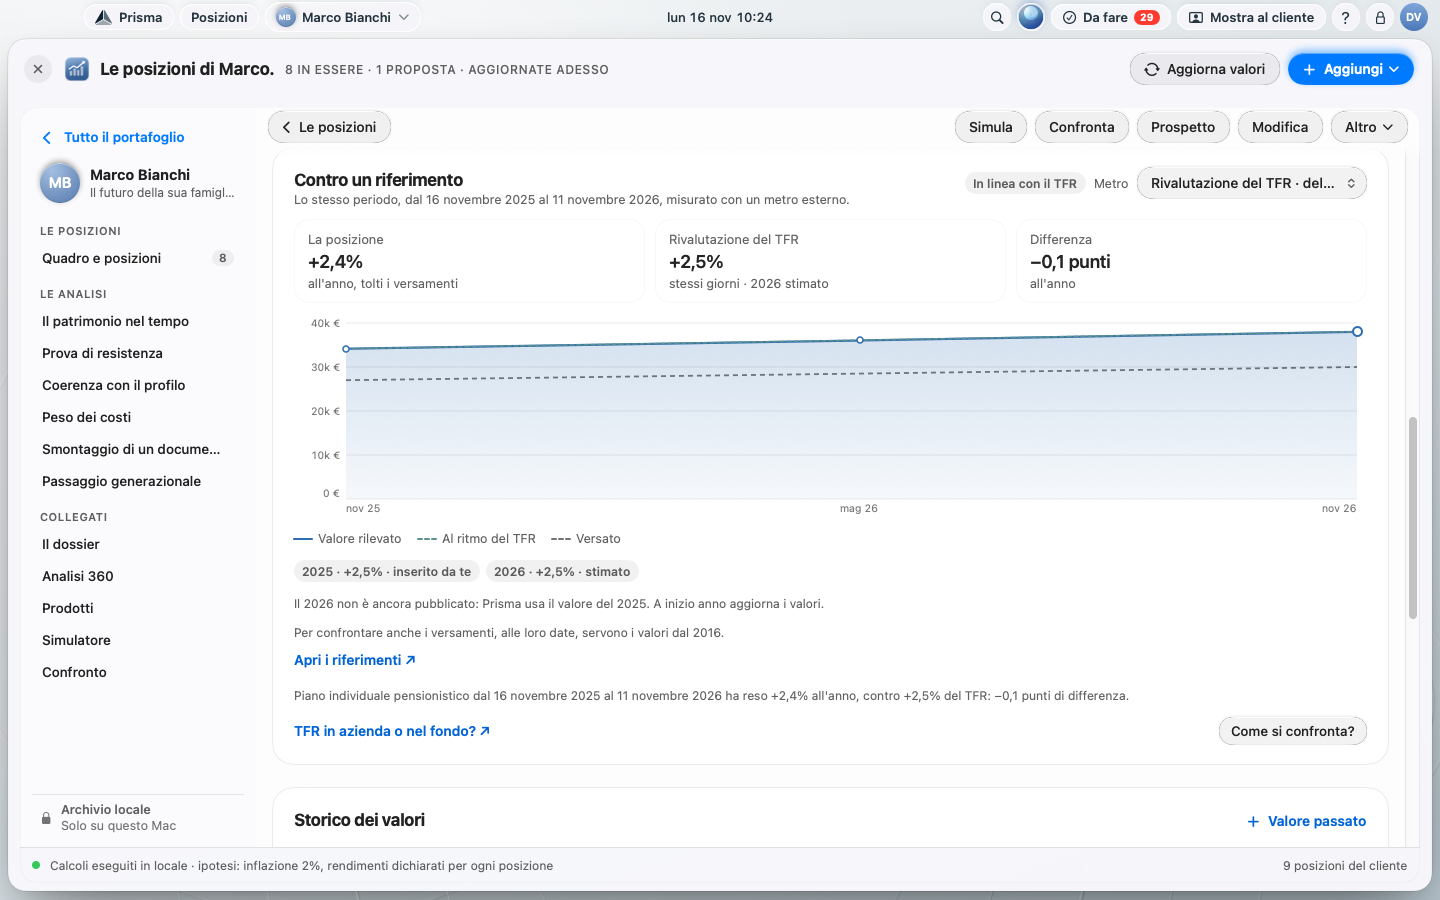 Prisma
Posizioni
MB Marco Bianchi
lun 16 nov 10:24
Da fare 29
Mostra al cliente
?
DV
Le posizioni di Marco. 8 IN ESSERE · 1 PROPOSTA · AGGIORNATE ADESSO
Aggiorna valori
+ Aggiungi
Tutto il portafoglio
MB
Marco Bianchi
Il futuro della sua famigl...
LE POSIZIONI
Quadro e posizioni 8
LE ANALISI
Il patrimonio nel tempo
Prova di resistenza
Coerenza con il profilo
Peso dei costi
Smontaggio di un docume...
Passaggio generazionale
COLLEGATI
Il dossier
Analisi 360
Prodotti
Simulatore
Confronto
Archivio locale
Solo su questo Mac
Le posizioni
Simula
Confronta
Prospetto
Modifica
Altro
Contro un riferimento
Lo stesso periodo, dal 16 novembre 2025 al 11 novembre 2026, misurato con un metro esterno.
In linea con il TFR
Metro
Rivalutazione del TFR · del...
La posizione
+2,4%
all'anno, tolti i versamenti
Rivalutazione del TFR
+2,5%
stessi giorni · 2026 stimato
Differenza
−0,1 punti
all'anno
40k €
30k €
20k €
10k €
0 €
nov 25
mag 26
nov 26
Valore rilevato
Al ritmo del TFR
Versato
2025 · +2,5% · inserito da te
2026 · +2,5% · stimato
Il 2026 non è ancora pubblicato: Prisma usa il valore del 2025. A inizio anno aggiorna i valori.
Per confrontare anche i versamenti, alle loro date, servono i valori dal 2016.
Apri i riferimenti ↗
Piano individuale pensionistico dal 16 novembre 2025 al 11 novembre 2026 ha reso +2,4% all'anno, contro +2,5% del TFR: −0,1 punti di differenza.
TFR in azienda o nel fondo? ↗
Come si confronta?
Storico dei valori
+ Valore passato
Calcoli eseguiti in locale · ipotesi: inflazione 2%, rendimenti dichiarati per ogni posizione
9 posizioni del cliente